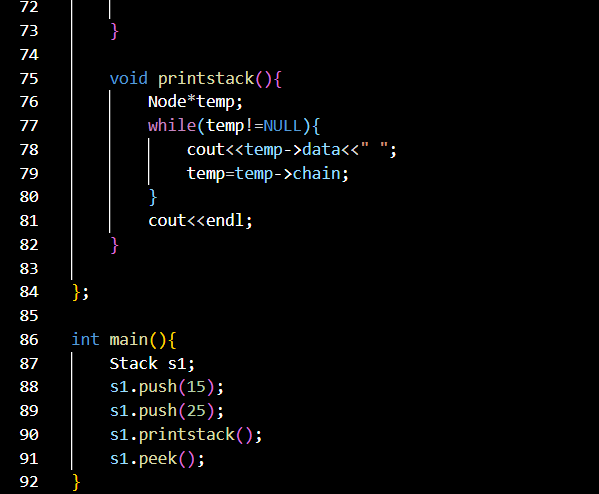 72
73 }
74
75 void printstack(){
76 Node*temp;
77 while(temp!=NULL){
78 cout<<temp->data<<" ";
79 temp=temp->chain;
80 }
81 cout<<endl;
82 }
83
84 };
85
86 int main(){
87 Stack s1;
88 s1.push(15);
89 s1.push(25);
90 s1.printstack();
91 s1.peek();
92 }